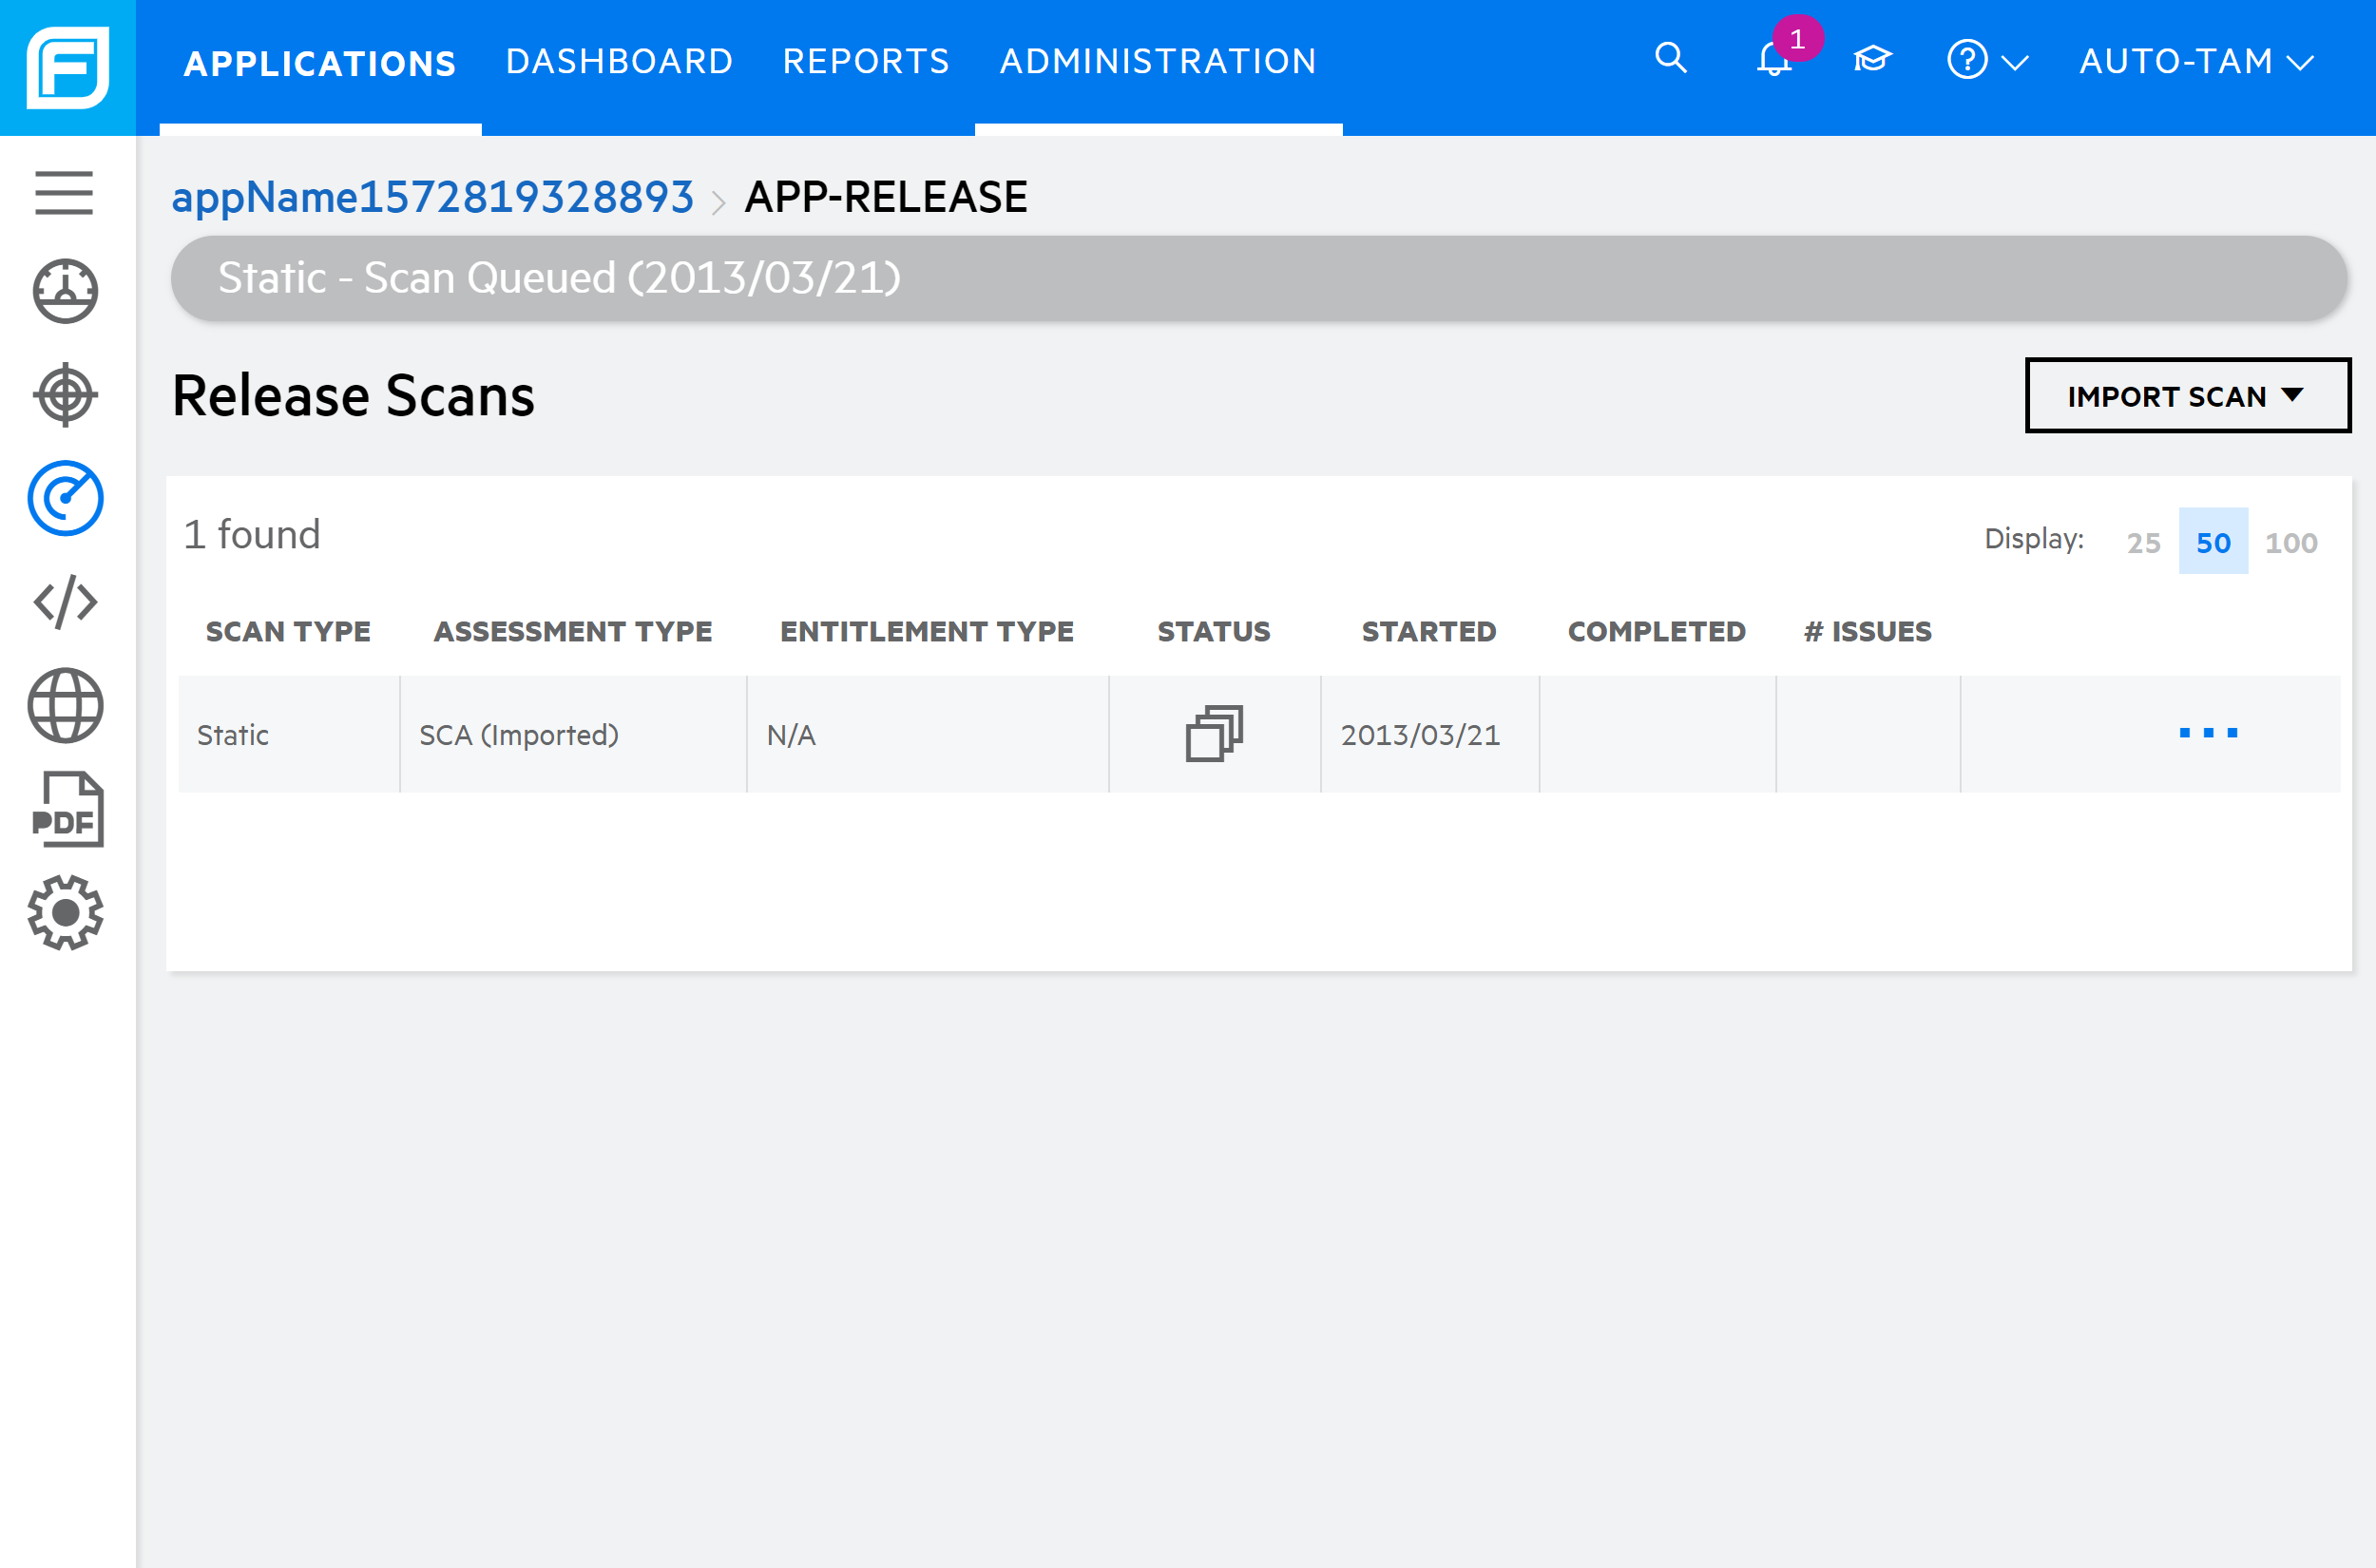 APPLICATIONS DASHBOARD REPORTS ADMINISTRATION 1 AUTO-TAM
appName1572819328893 APP-RELEASE
Static - Scan Queued (2013/03/21)
Release Scans IMPORT SCAN
1 found Display: 25 50 100
SCAN TYPE ASSESSMENT TYPE ENTITLEMENT TYPE STATUS STARTED COMPLETED # ISSUES
Static SCA (Imported) N/A 2013/03/21
PDF